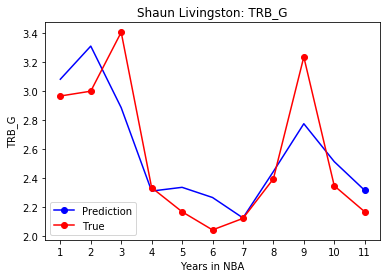 Shaun Livingston: TRB_G
TRB_G
3.4
3.2
3.0
2.8
2.6
2.4
2.2
2.0
Prediction
True
1 2 3 4 5 6 7 8 9 10 11
Years in NBA